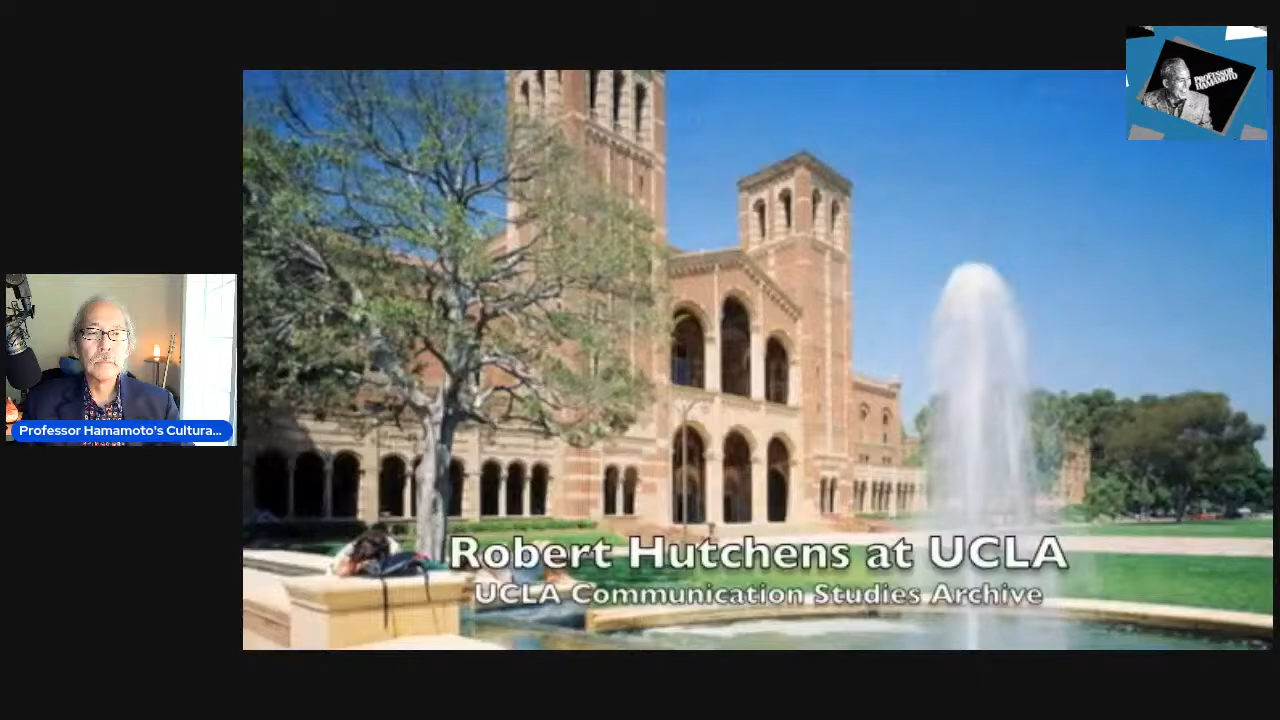 PROFESSOR
HAMAMOTO
Professor Hamamoto's Cultura...
Robert Hutchens at UCLA
UCLA Communication Studies Archive